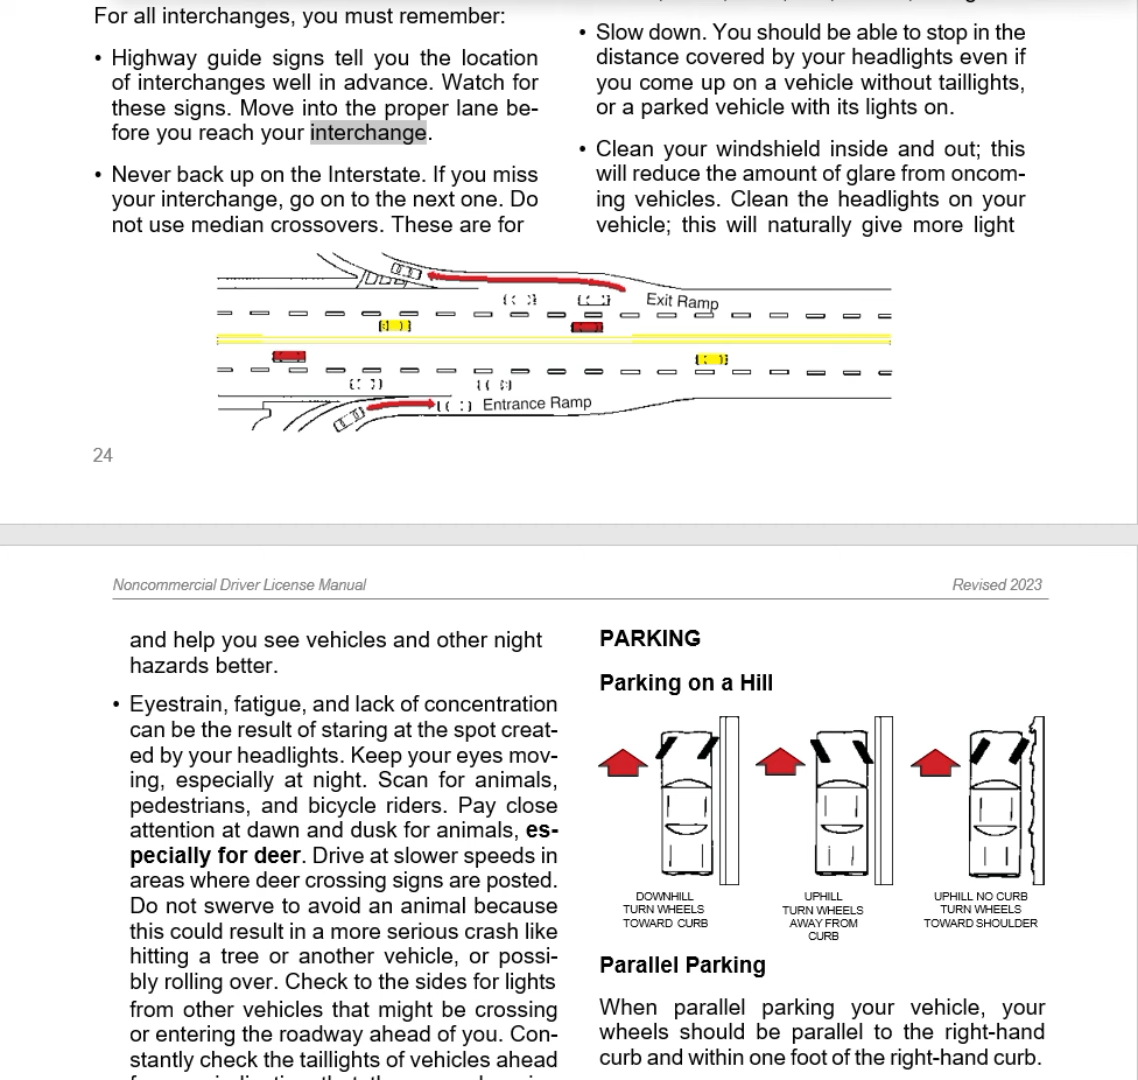 For all interchanges, you must remember:
• Highway guide signs tell you the location
of interchanges well in advance. Watch for
these signs. Move into the proper lane be-
fore you reach your interchange.
• Never back up on the Interstate. If you miss
your interchange, go on to the next one. Do
not use median crossovers. These are for
• Slow down. You should be able to stop in the
distance covered by your headlights even if
you come up on a vehicle without taillights,
or a parked vehicle with its lights on.
• Clean your windshield inside and out; this
will reduce the amount of glare from oncom-
ing vehicles. Clean the headlights on your
vehicle; this will naturally give more light
Exit Ramp
Entrance Ramp
24
Noncommercial Driver License Manual
Revised 2023
and help you see vehicles and other night
hazards better.
• Eyestrain, fatigue, and lack of concentration
can be the result of staring at the spot creat-
ed by your headlights. Keep your eyes mov-
ing, especially at night. Scan for animals,
pedestrians, and bicycle riders. Pay close
attention at dawn and dusk for animals, es-
pecially for deer. Drive at slower speeds in
areas where deer crossing signs are posted.
Do not swerve to avoid an animal because
this could result in a more serious crash like
hitting a tree or another vehicle, or possi-
bly rolling over. Check to the sides for lights
from other vehicles that might be crossing
or entering the roadway ahead of you. Con-
stantly check the taillights of vehicles ahead
PARKING
Parking on a Hill
DOWNHILL
TURN WHEELS
TOWARD CURB
UPHILL
TURN WHEELS
AWAY FROM
CURB
UPHILL NO CURB
TURN WHEELS
TOWARD SHOULDER
Parallel Parking
When parallel parking your vehicle, your
wheels should be parallel to the right-hand
curb and within one foot of the right-hand curb.